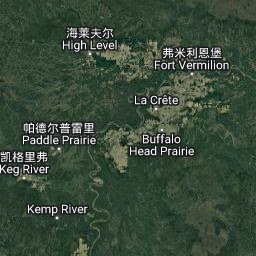 海莱夫尔
High Level
弗米利恩堡
Fort Vermilion
La Crête
帕德尔普雷里
Paddle Prairie
Buffalo
Head Prairie
凯格里弗
Keg River
Kemp River